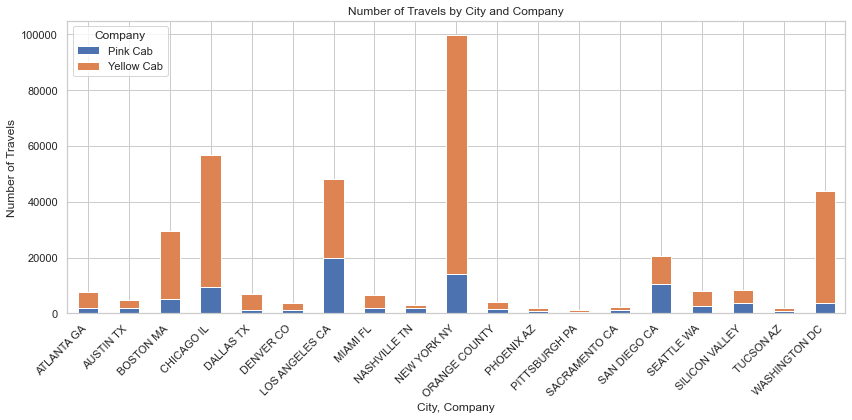 Number of Travels by City and Company
Company
Pink Cab
Yellow Cab
Number of Travels
100000
80000
60000
40000
20000
0
ATLANTA GA
AUSTIN TX
BOSTON MA
CHICAGO IL
DALLAS TX
DENVER CO
LOS ANGELES CA
MIAMI FL
NASHVILLE TN
NEW YORK NY
ORANGE COUNTY
PHOENIX AZ
PITTSBURGH PA
SACRAMENTO CA
SAN DIEGO CA
SEATTLE WA
SILICON VALLEY
TUCSON AZ
WASHINGTON DC
City, Company